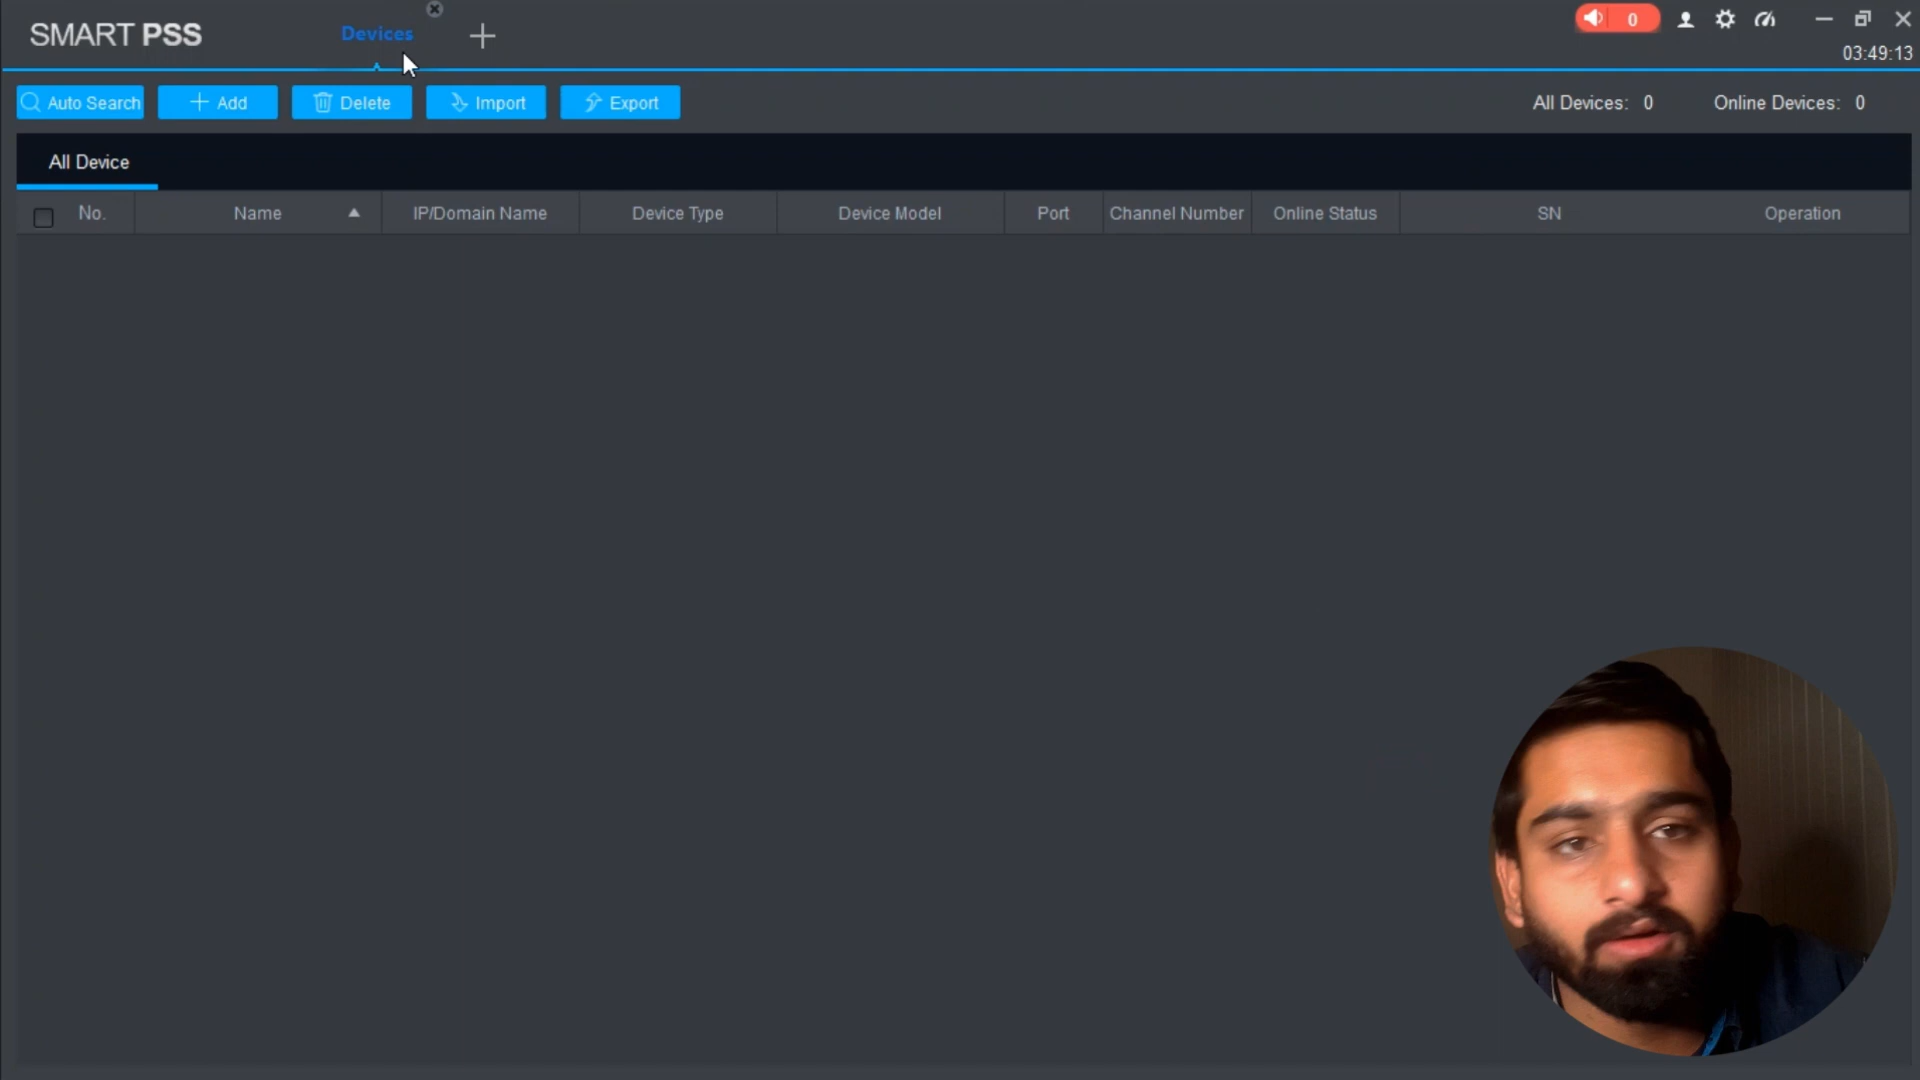 SMART PSS
Devices
0
03:49:13
Auto Search
Add
Delete
Import
Export
All Devices: 0
Online Devices: 0
All Device
No.
Name
IP/Domain Name
Device Type
Device Model
Port
Channel Number
Online Status
SN
Operation